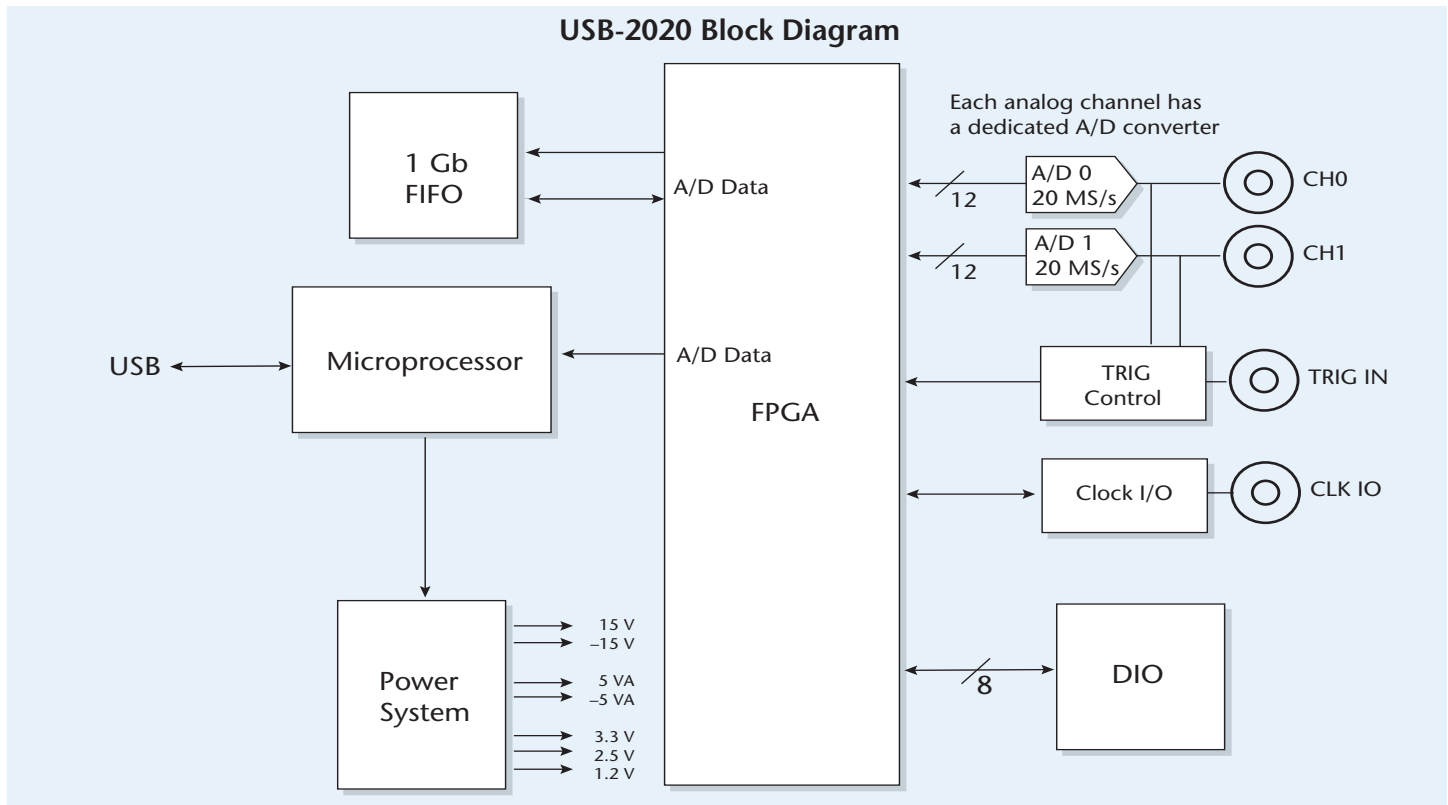 USB-2020 Block Diagram
1 Gb
FIFO
A/D Data
Each analog channel has
a dedicated A/D converter
A/D 0
20 MS/s
12
CH0
A/D 1
20 MS/s
12
CH1
USB
Microprocessor
A/D Data
FPGA
TRIG
Control
TRIG IN
Clock I/O
CLK IO
Power
System
15 V
–15 V
5 VA
–5 VA
3.3 V
2.5 V
1.2 V
8
DIO